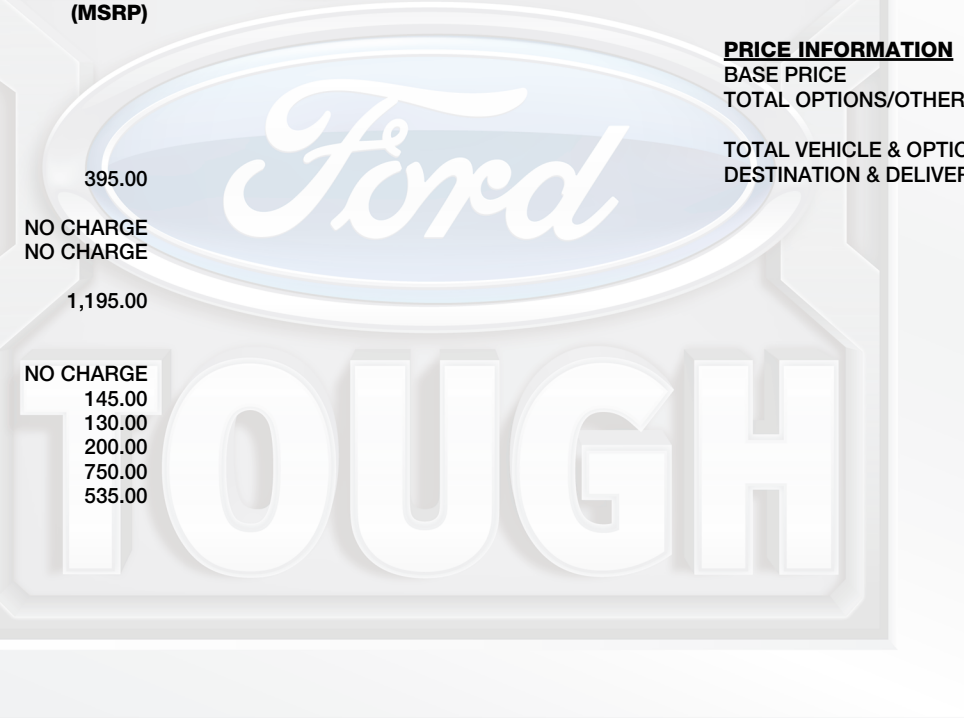 (MSRP)
395.00
NO CHARGE
NO CHARGE
1,195.00
NO CHARGE
145.00
130.00
200.00
750.00
535.00
PRICE INFORMATION
BASE PRICE
TOTAL OPTIONS/OTHER
TOTAL VEHICLE & OPTIO
DESTINATION & DELIVER
Ford
TOUGH